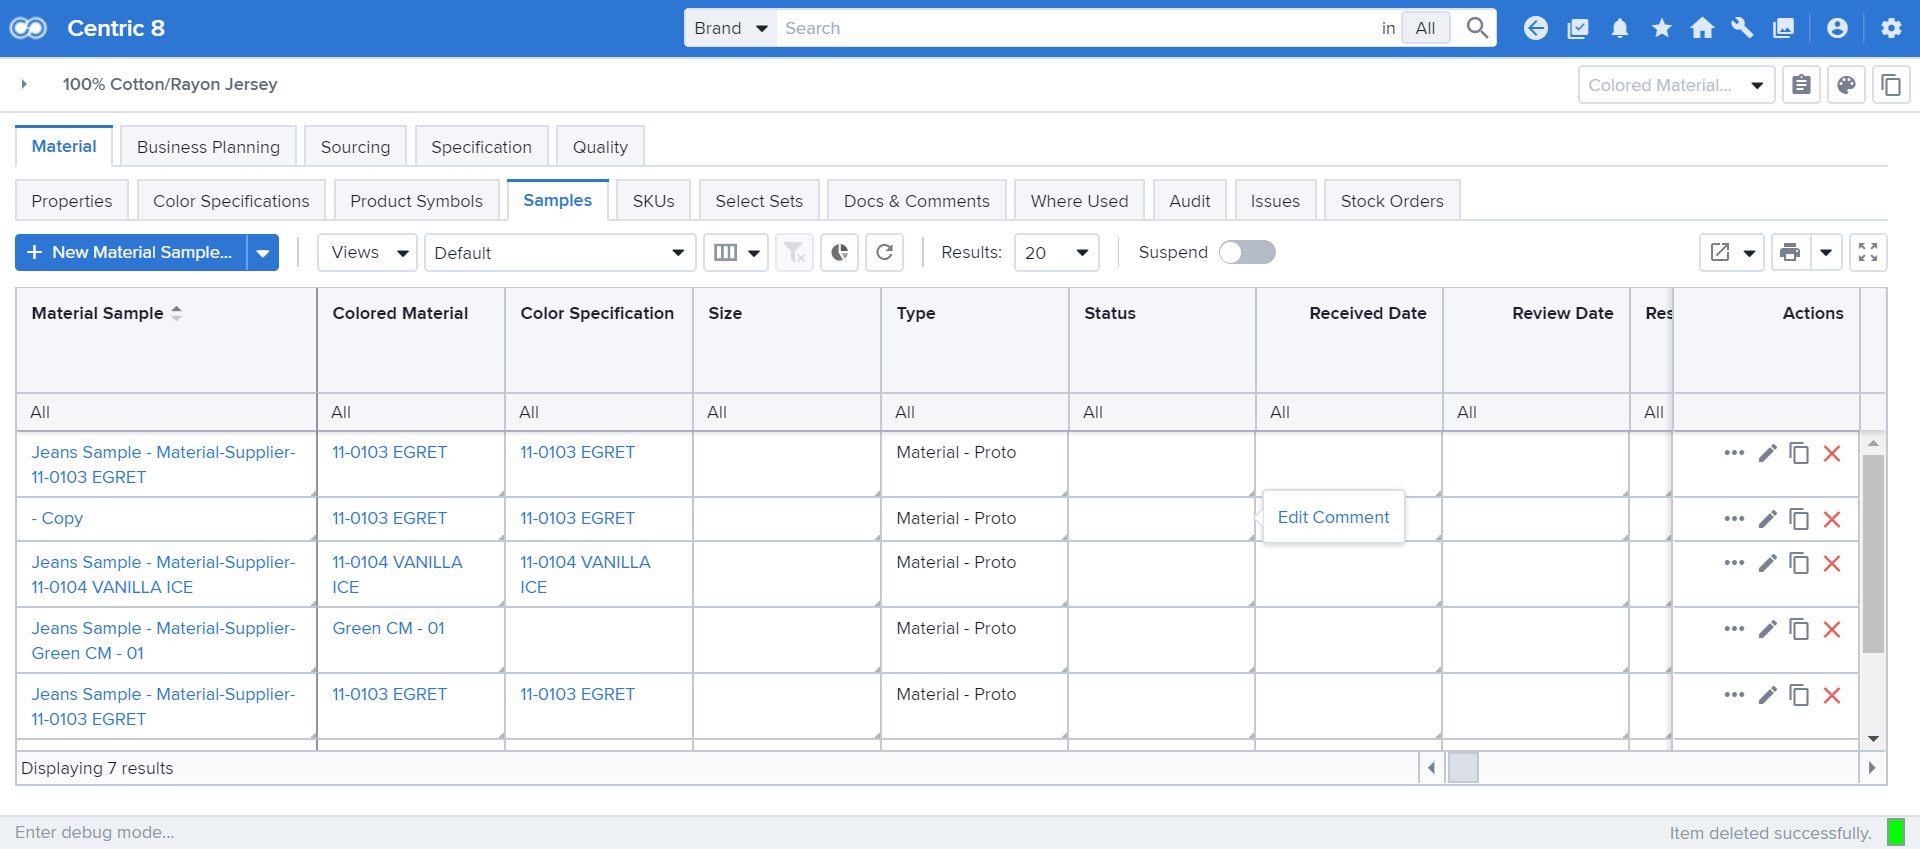 Centric 8
Brand Search in All
100% Cotton/Rayon Jersey
Colored Material...
Material Business Planning Sourcing Specification Quality
Properties Color Specifications Product Symbols Samples SKUs Select Sets Docs & Comments Where Used Audit Issues Stock Orders
New Material Sample... Views Default Results: 20 Suspend
Material Sample Colored Material Color Specification Size Type Status Received Date Review Date Res Actions
All All All All All All All All All
Jeans Sample - Material-Supplier- 11-0103 EGRET 11-0103 EGRET Material - Proto
11-0103 EGRET
- Copy 11-0103 EGRET 11-0103 EGRET Material - Proto Edit Comment
Jeans Sample - Material-Supplier- 11-0104 VANILLA 11-0104 VANILLA Material - Proto
11-0104 VANILLA ICE ICE ICE
Jeans Sample - Material-Supplier- Green CM - 01 Material - Proto
Green CM - 01
Jeans Sample - Material-Supplier- 11-0103 EGRET 11-0103 EGRET Material - Proto
11-0103 EGRET
Displaying 7 results
Enter debug mode... Item deleted successfully.